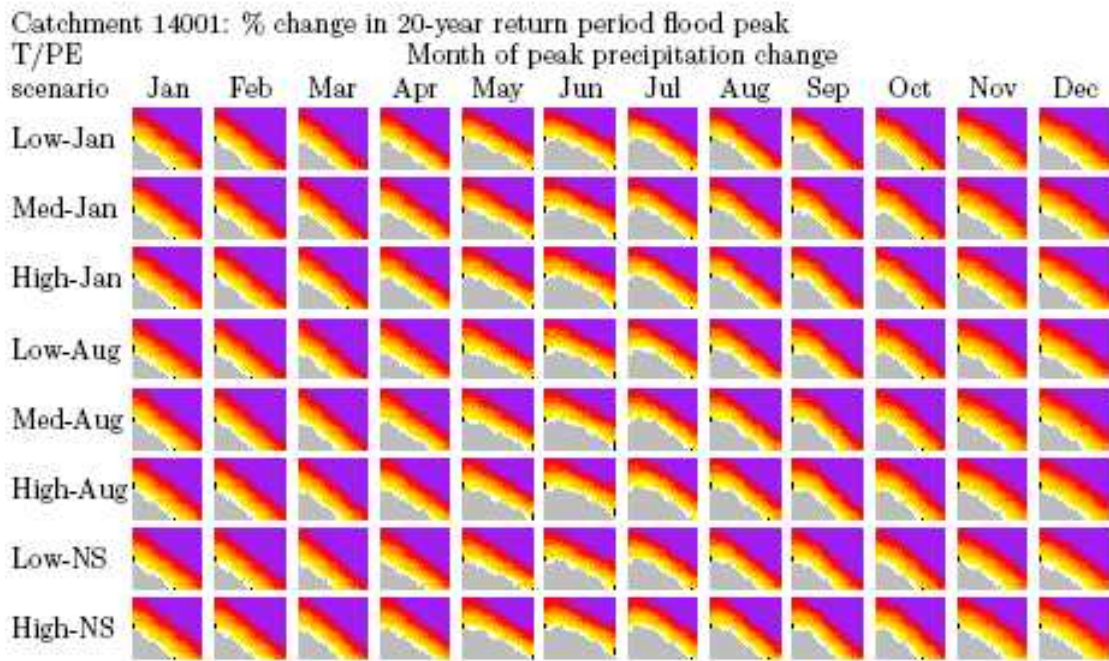 Catchment 14001: % change in 20-year return period flood peak
T/PE Month of peak precipitation change
scenario Jan Feb Mar Apr May Jun Jul Aug Sep Oct Nov Dec
Low-Jan
Med-Jan
High-Jan
Low-Aug
Med-Aug
High-Aug
Low-NS
High-NS